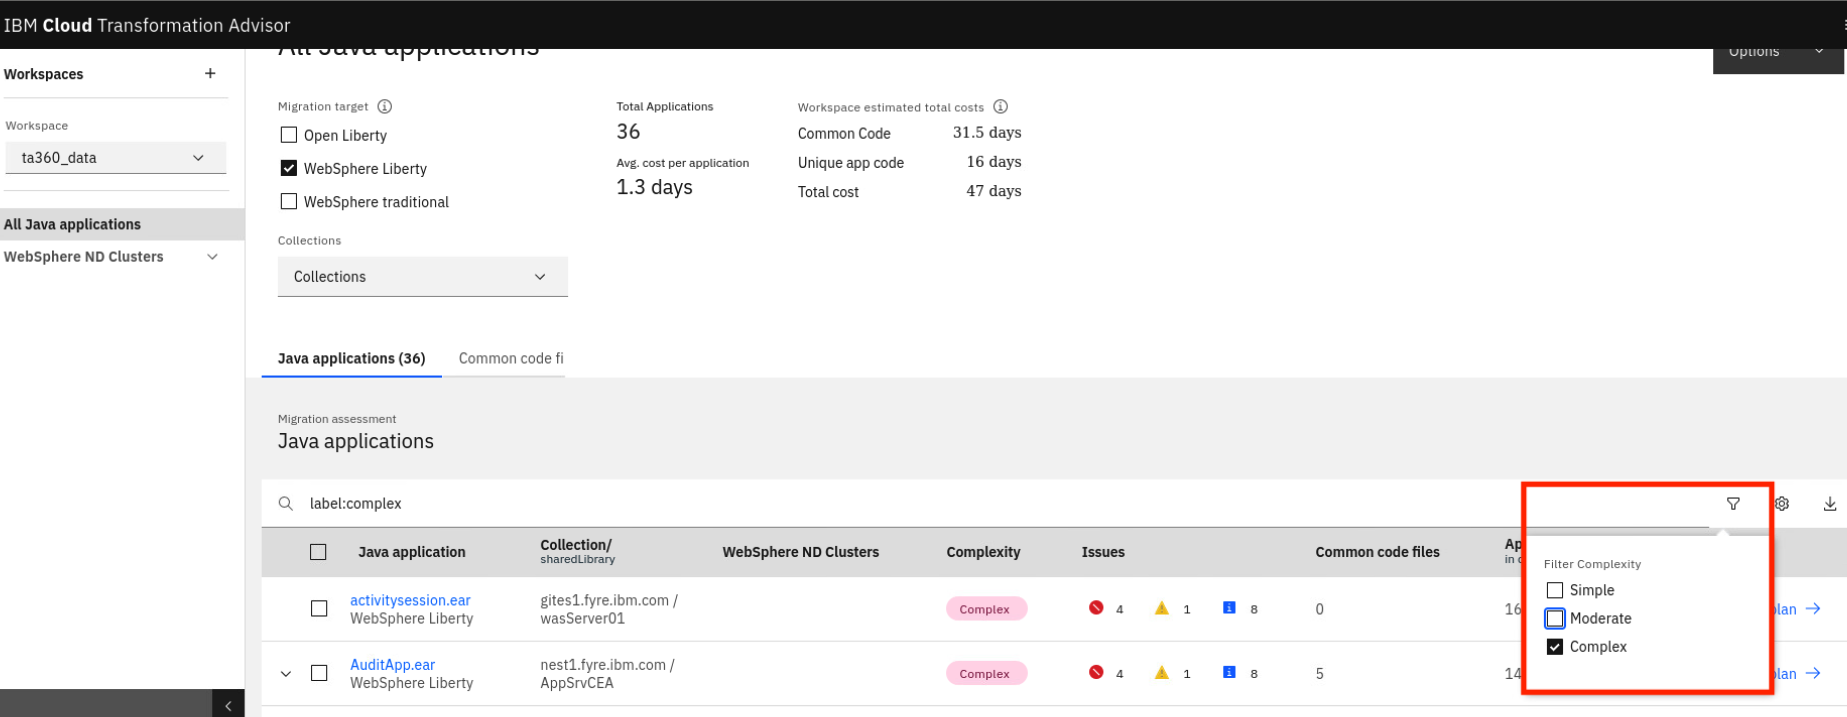 IBM Cloud Transformation Advisor
All Java applications
Options
Workspaces
Workspace
ta360_data
All Java applications
WebSphere ND Clusters
Migration target
Open Liberty
WebSphere Liberty
WebSphere traditional
Total Applications
36
Avg. cost per application
1.3 days
Workspace estimated total costs
Common Code 31.5 days
Unique app code 16 days
Total cost 47 days
Collections
Collections
Java applications (36) Common code fi
Migration assessment
Java applications
label:complex
Java application Collection/ WebSphere ND Clusters Complexity Issues Common code files Ap
sharedLibrary in c
activitysession.ear gites1.fyre.ibm.com / Complex 4 1 8 0 16 lan
WebSphere Liberty wasServer01
AuditApp.ear nest1.fyre.ibm.com / Complex 4 1 8 5 14 lan
WebSphere Liberty AppSrvCEA
Filter Complexity
Simple
Moderate
Complex